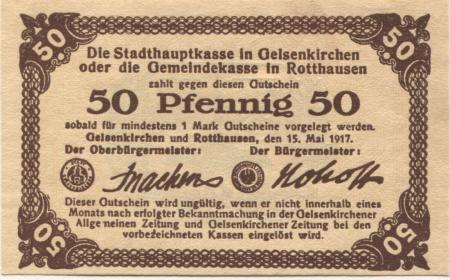 50 50
Die Stadthauptkasse in Gelsenkirchen
oder die Gemeindekasse in Rotthausen
zahlt gegen diesen Gutschein
50 Pfennig 50
sobald für mindestens 1 Mark Gutscheine vorgelegt werden.
Gelsenkirchen und Rotthausen, den 15. Mai 1917.
Der Oberbürgermeister: Der Bürgermeister:
Machens Hohoff
Dieser Gutschein wird ungültig, wenn er nicht innerhalb eines
Monats nach erfolgter Bekanntmachung in der Gelsenkirchener
Allgemeinen Zeitung und Gelsenkirchener Zeitung bei den
vorbezeichneten Kassen eingelöst wird.
50 50